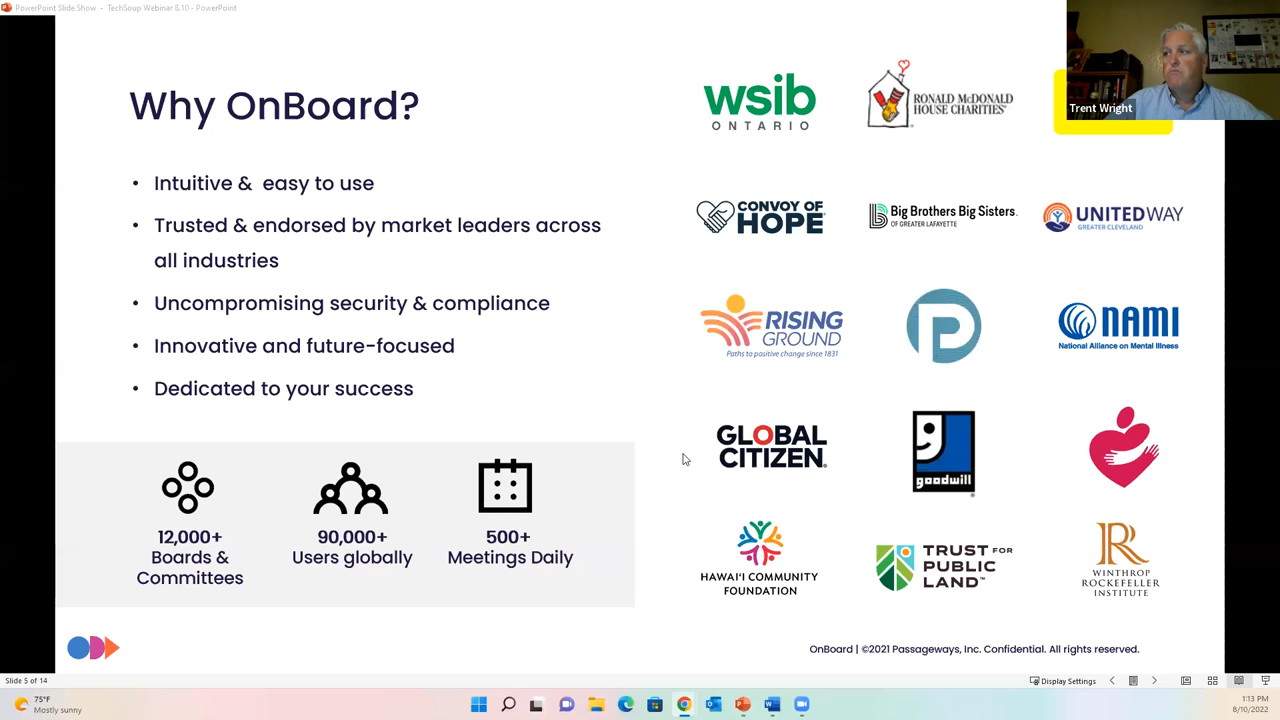 PowerPoint Slide Show - TechSoup Webinar 8.10 - PowerPoint
Trent Wright
Why OnBoard?
• Intuitive & easy to use
• Trusted & endorsed by market leaders across
all industries
• Uncompromising security & compliance
• Innovative and future-focused
• Dedicated to your success
12,000+
Boards &
Committees
90,000+
Users globally
500+
Meetings Daily
wsib
ONTARIO
RONALD McDONALD
HOUSE CHARITIES®
CONVOY OF
HOPE
Big Brothers Big Sisters.
OF GREATER LAFAYETTE
UNITED WAY
GREATER CLEVELAND
RISING
GROUND
Paths to positive change since 1831
P
NAMI
National Alliance on Mental Illness
GLOBAL
CITIZEN®
goodwill
®
HAWAI‘I COMMUNITY
FOUNDATION
TRUST FOR
PUBLIC
LAND™
R
WINTHROP
ROCKEFELLER
INSTITUTE
OnBoard | ©2021 Passageways, Inc. Confidential. All rights reserved.
Slide 5 of 14
Display Settings
75°F
Mostly sunny
1:13 PM
8/10/2022